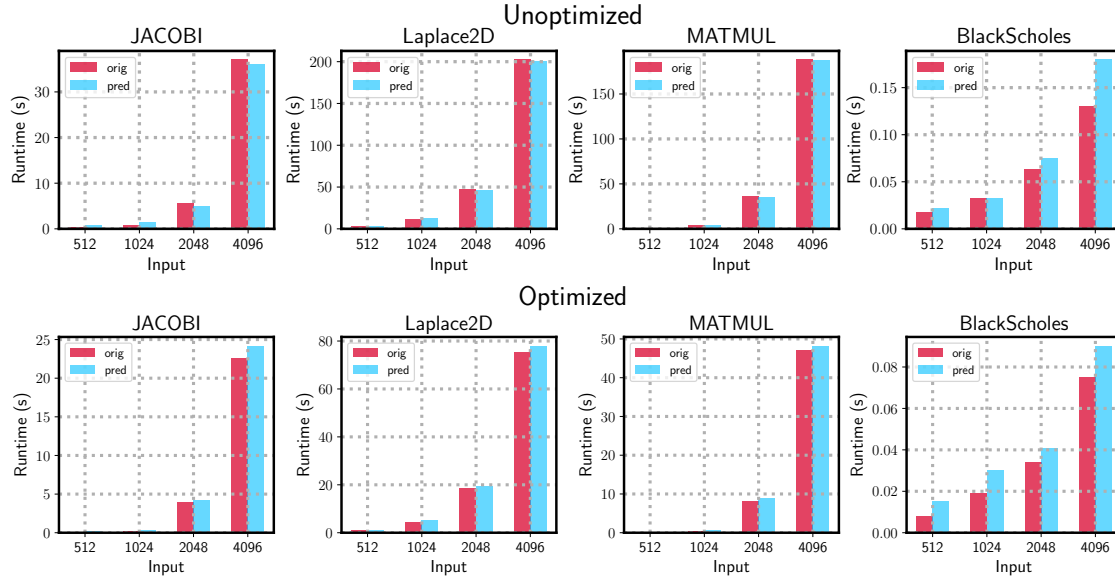 Unoptimized
JACOBI
Laplace2D
MATMUL
BlackScholes
Runtime (s)
30
20
10
0
orig
pred
512 1024 2048 4096
Input
Runtime (s)
200
150
100
50
0
orig
pred
512 1024 2048 4096
Input
Runtime (s)
150
100
50
0
orig
pred
512 1024 2048 4096
Input
Runtime (s)
0.15
0.10
0.05
0.00
orig
pred
512 1024 2048 4096
Input
Optimized
JACOBI
Laplace2D
MATMUL
BlackScholes
Runtime (s)
25
20
15
10
5
0
orig
pred
512 1024 2048 4096
Input
Runtime (s)
80
60
40
20
0
orig
pred
512 1024 2048 4096
Input
Runtime (s)
50
40
30
20
10
0
orig
pred
512 1024 2048 4096
Input
Runtime (s)
0.08
0.06
0.04
0.02
0.00
orig
pred
512 1024 2048 4096
Input